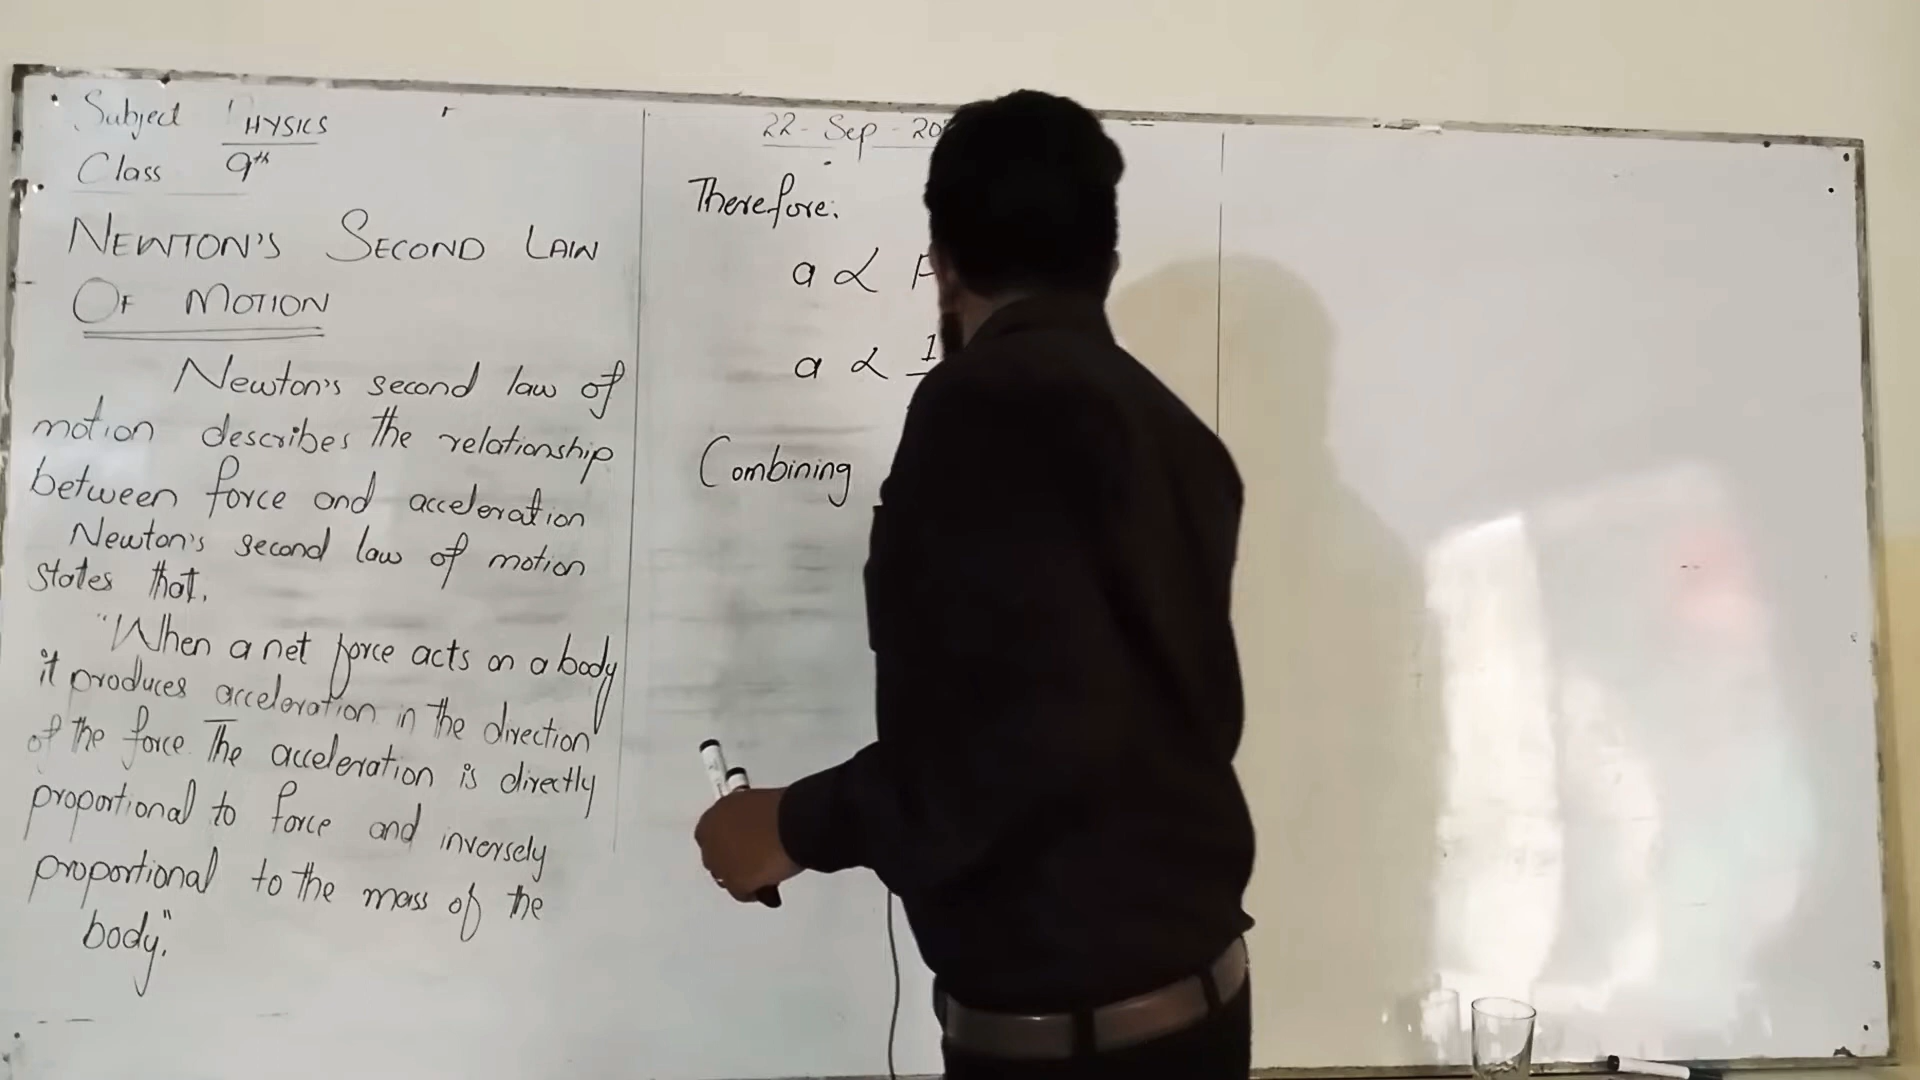 Subject PHYSICS
Class 9th
NEWTON'S SECOND LAW
OF MOTION
Newton's second law of
motion describes the relationship
between force and acceleration
Newton's second law of motion
states that,
"When a net force acts on a body
it produces acceleration in the direction
of the force. The acceleration is directly
proportional to force and inversely
proportional to the mass of the
body."
22 - Sep -
Therefore:
a ∝ F
a ∝ 1
Combining